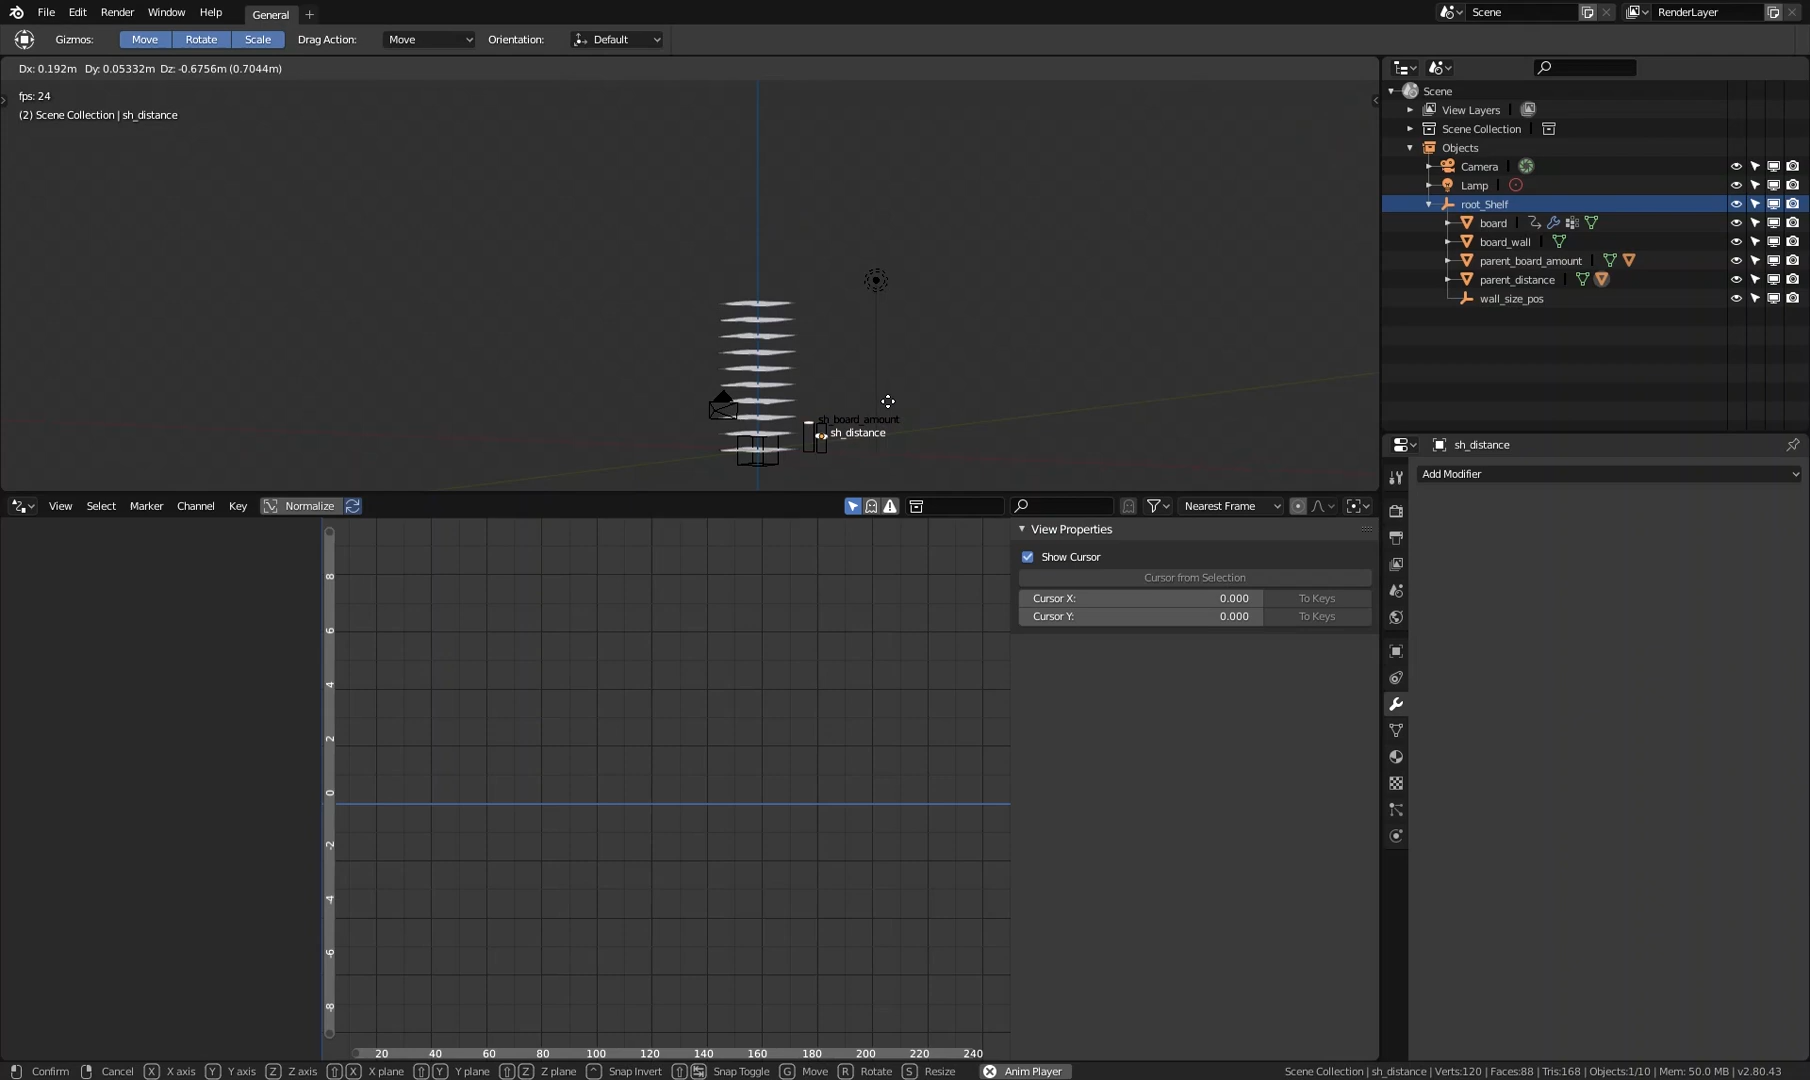 File Edit Render Window Help General + Scene RenderLayer
Gizmos: Move Rotate Scale Drag Action: Move Orientation: Default
Dx: 0.192m Dy: 0.05332m Dz: -0.6756m (0.7044m)
fps: 24
(2) Scene Collection | sh_distance
Scene
View Layers
Scene Collection
Objects
Camera
Lamp
root_Shelf
board
board_wall
parent_board_amount
parent_distance
wall_size_pos
sh_board_amount
sh_distance
sh_distance
Add Modifier
View Select Marker Channel Key Normalize Nearest Frame
View Properties
Show Cursor
Cursor from Selection
Cursor X: 0.000 To Keys
Cursor Y: 0.000 To Keys
8
6
4
2
0
-2
-4
-6
-8
20 40 60 80 100 120 140 160 180 200 220 240
Confirm Cancel X X axis Y Y axis Z Z axis X X plane Y Y plane Z Z plane ^ Snap Invert Snap Toggle G Move R Rotate S Resize Anim Player Scene Collection | sh_distance | Verts:120 | Faces:88 | Tris:168 | Objects:1/10 | Mem: 50.0 MB | v2.80.43